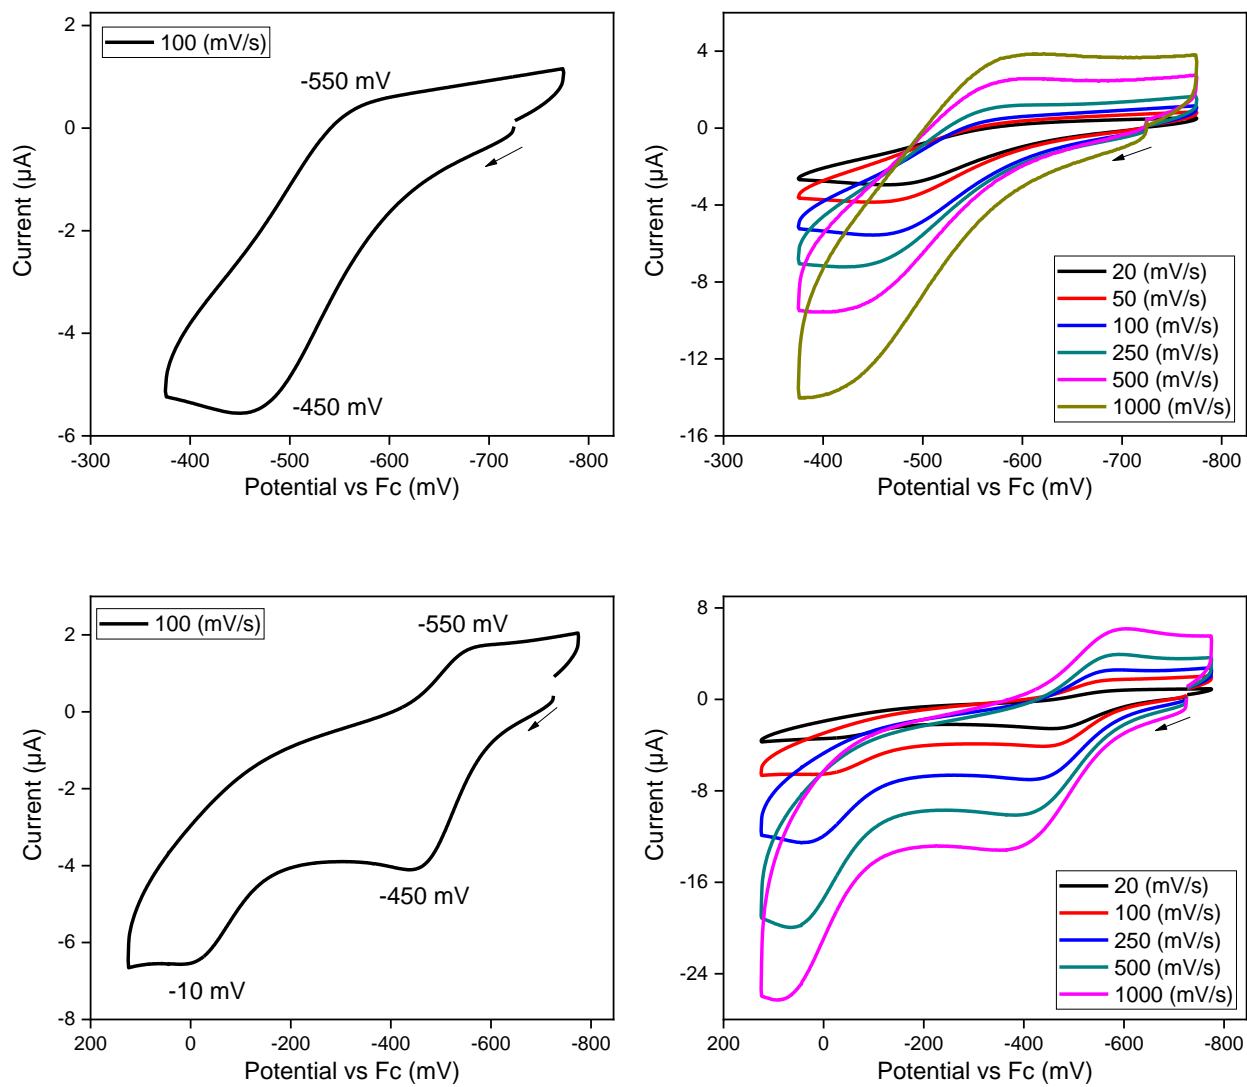 2
0
-2
-4
-6
Current (µA)
100 (mV/s)
-550 mV
-450 mV
-300 -400 -500 -600 -700 -800
Potential vs Fc (mV)
4
0
-4
-8
-12
-16
Current (µA)
20 (mV/s)
50 (mV/s)
100 (mV/s)
250 (mV/s)
500 (mV/s)
1000 (mV/s)
-300 -400 -500 -600 -700 -800
Potential vs Fc (mV)
2
0
-2
-4
-6
-8
Current (µA)
100 (mV/s)
-550 mV
-450 mV
-10 mV
200 0 -200 -400 -600 -800
Potential vs Fc (mV)
8
0
-8
-16
-24
Current (µA)
20 (mV/s)
100 (mV/s)
250 (mV/s)
500 (mV/s)
1000 (mV/s)
200 0 -200 -400 -600 -800
Potential vs Fc (mV)